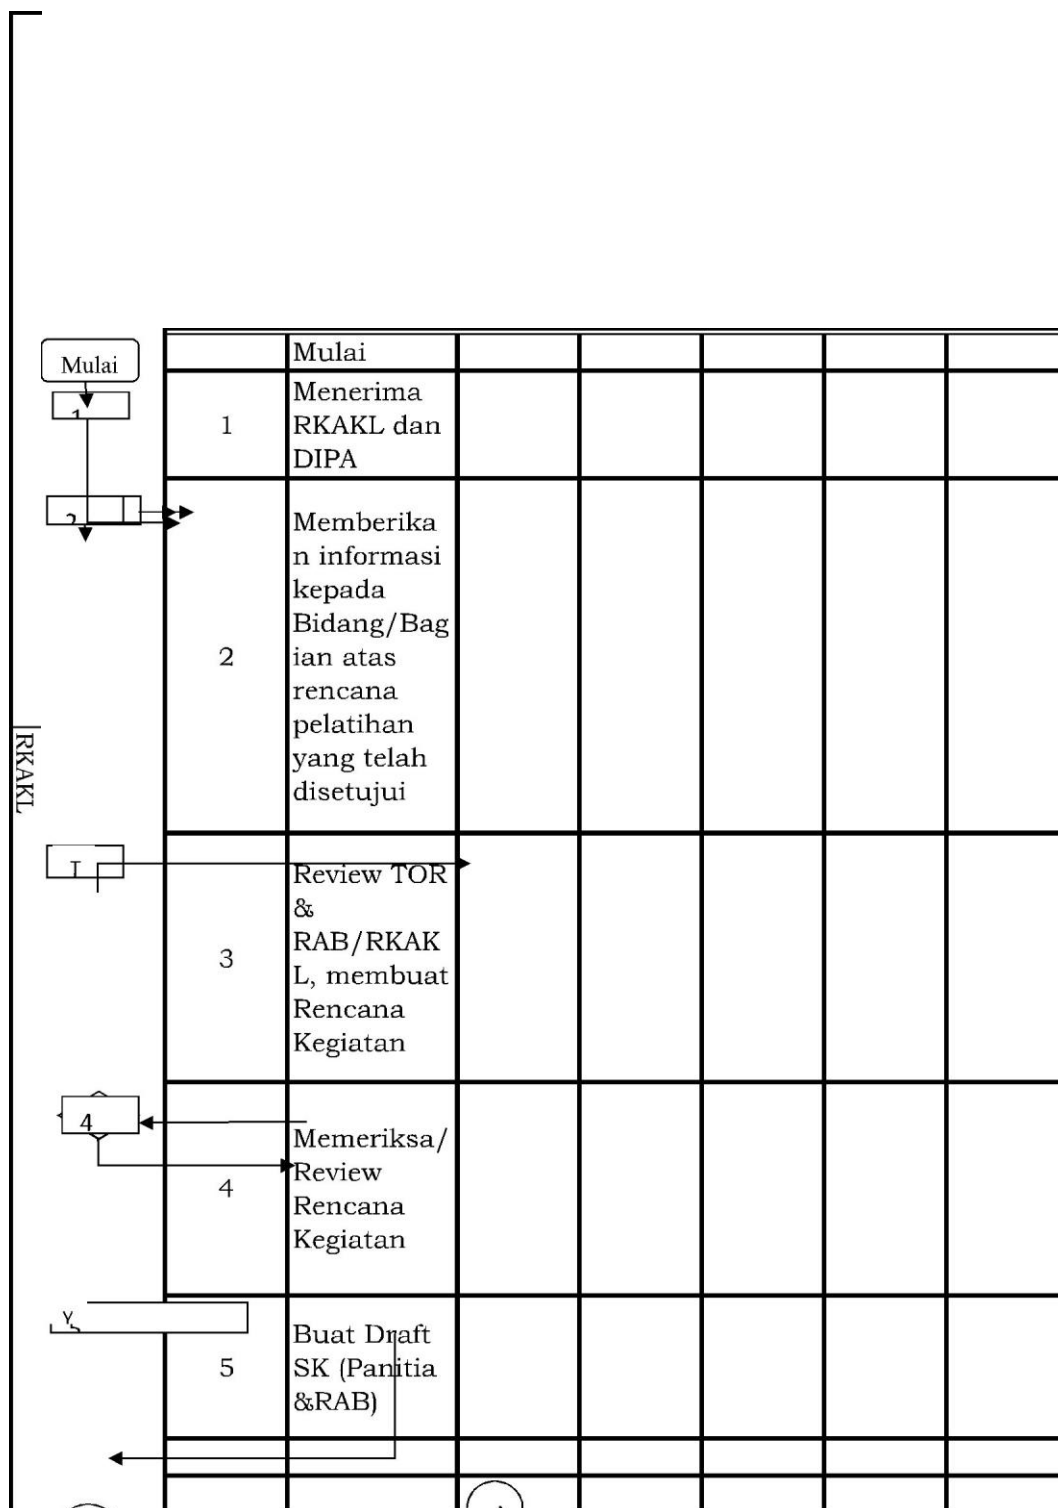 Mulai
Mulai
1
Menerima
RKAKL dan
DIPA
2
Memberika
n informasi
kepada
Bidang/Bag
ian atas
rencana
pelatihan
yang telah
disetujui
RKAKL
3
Review TOR
&
RAB/RKAK
L, membuat
Rencana
Kegiatan
4
4
Memeriksa/
Review
Rencana
Kegiatan
Y
5
Buat Draft
SK (Panitia
&RAB)